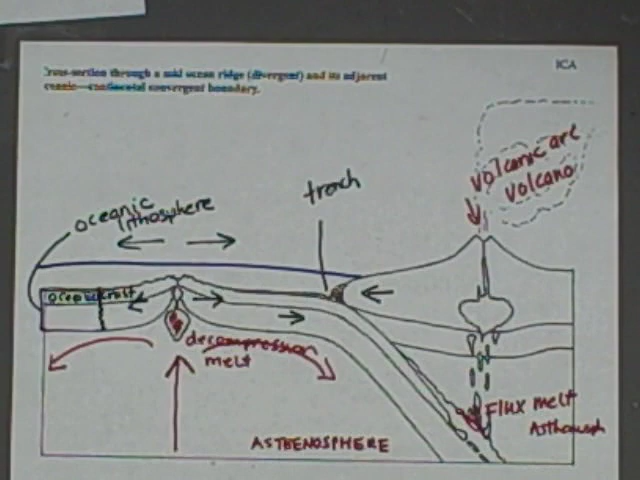 Cross-section through a mid ocean ridge (divergent) and its adjacent
oceanic—continental convergent boundary.
ICA
volcanic arc
volcano
trench
oceanic
lithosphere
decompression
melt
Flux melt
ASTHENOSPHERE